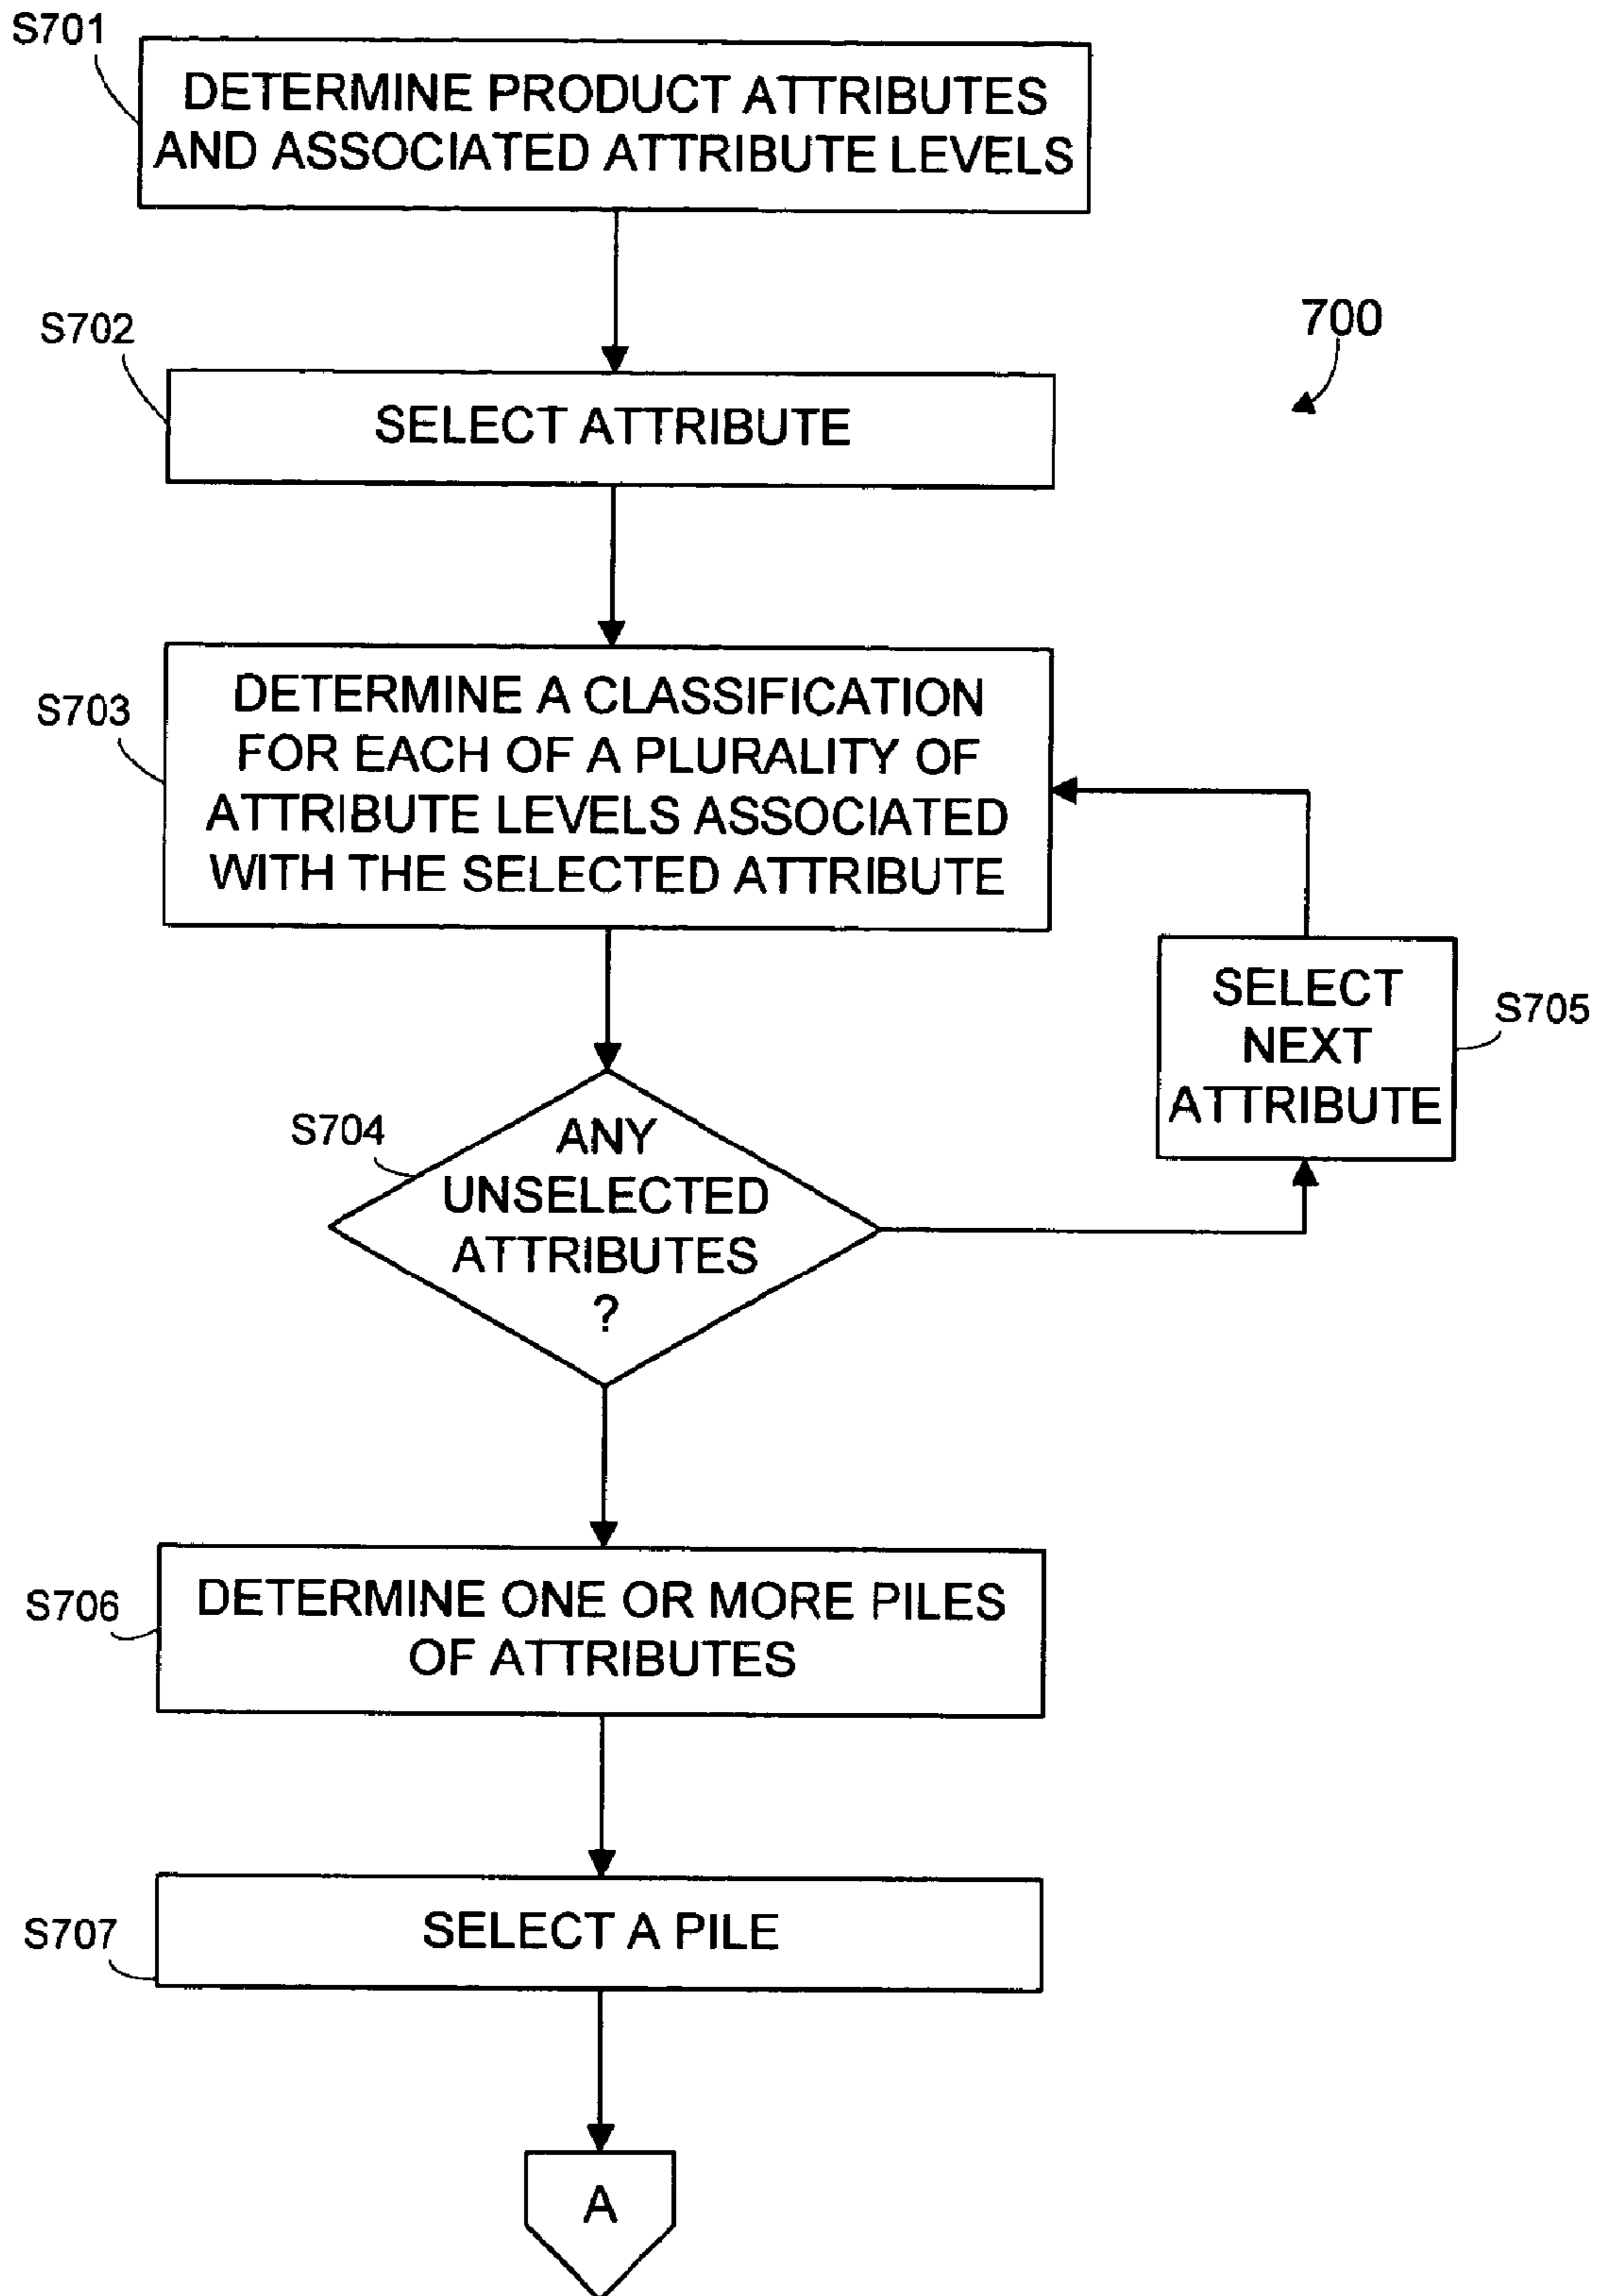 S701
DETERMINE PRODUCT ATTRIBUTES
AND ASSOCIATED ATTRIBUTE LEVELS
S702
SELECT ATTRIBUTE
700
S703
DETERMINE A CLASSIFICATION
FOR EACH OF A PLURALITY OF
ATTRIBUTE LEVELS ASSOCIATED
WITH THE SELECTED ATTRIBUTE
SELECT
NEXT
ATTRIBUTE
S705
S704
ANY
UNSELECTED
ATTRIBUTES
?
S706
DETERMINE ONE OR MORE PILES
OF ATTRIBUTES
S707
SELECT A PILE
A